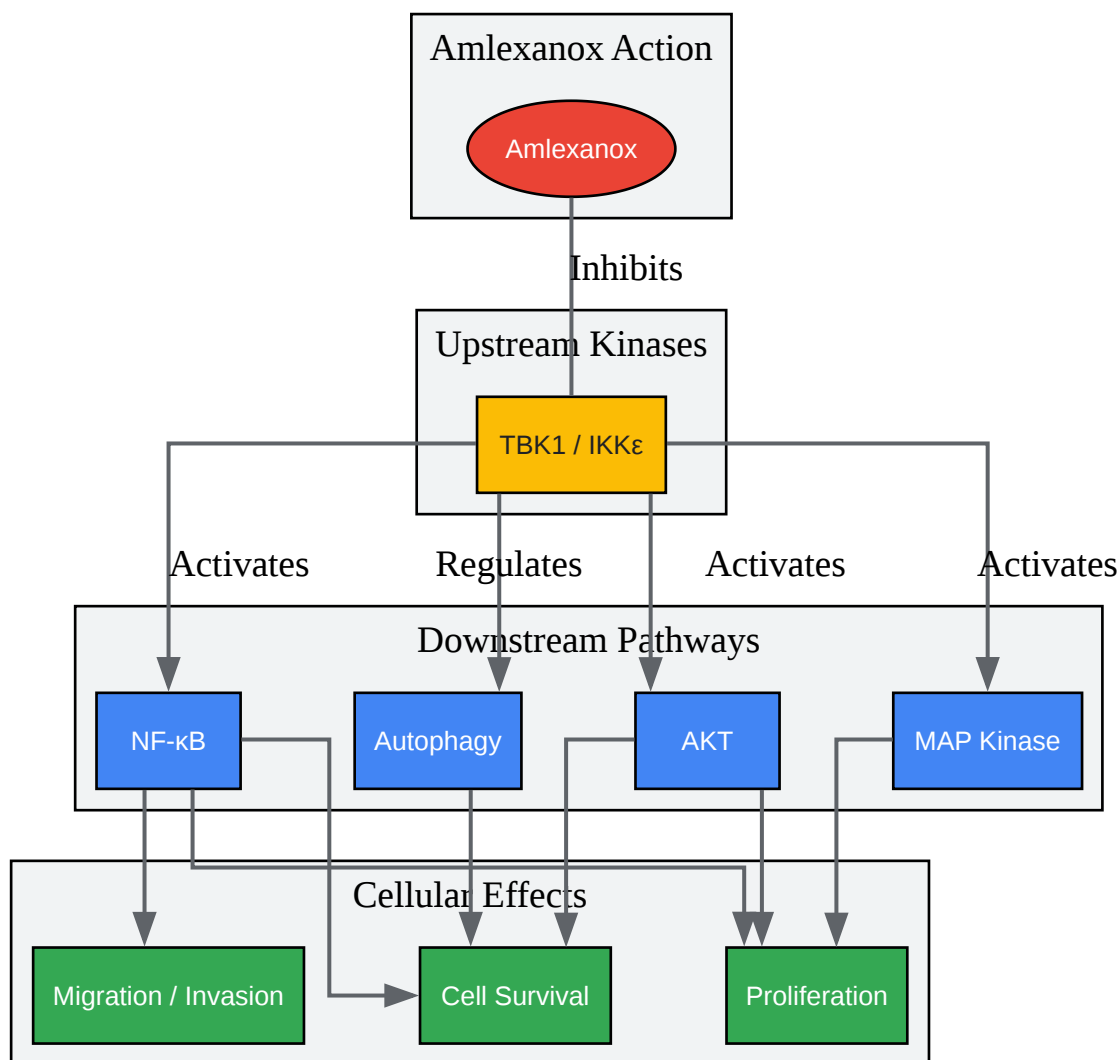 Amlexanox Action
Amlexanox
Inhibits
Upstream Kinases
TBK1 / IKKε
Activates
Regulates
Activates
Activates
Downstream Pathways
NF-κB
Autophagy
AKT
MAP Kinase
Cellular Effects
Migration / Invasion
Cell Survival
Proliferation